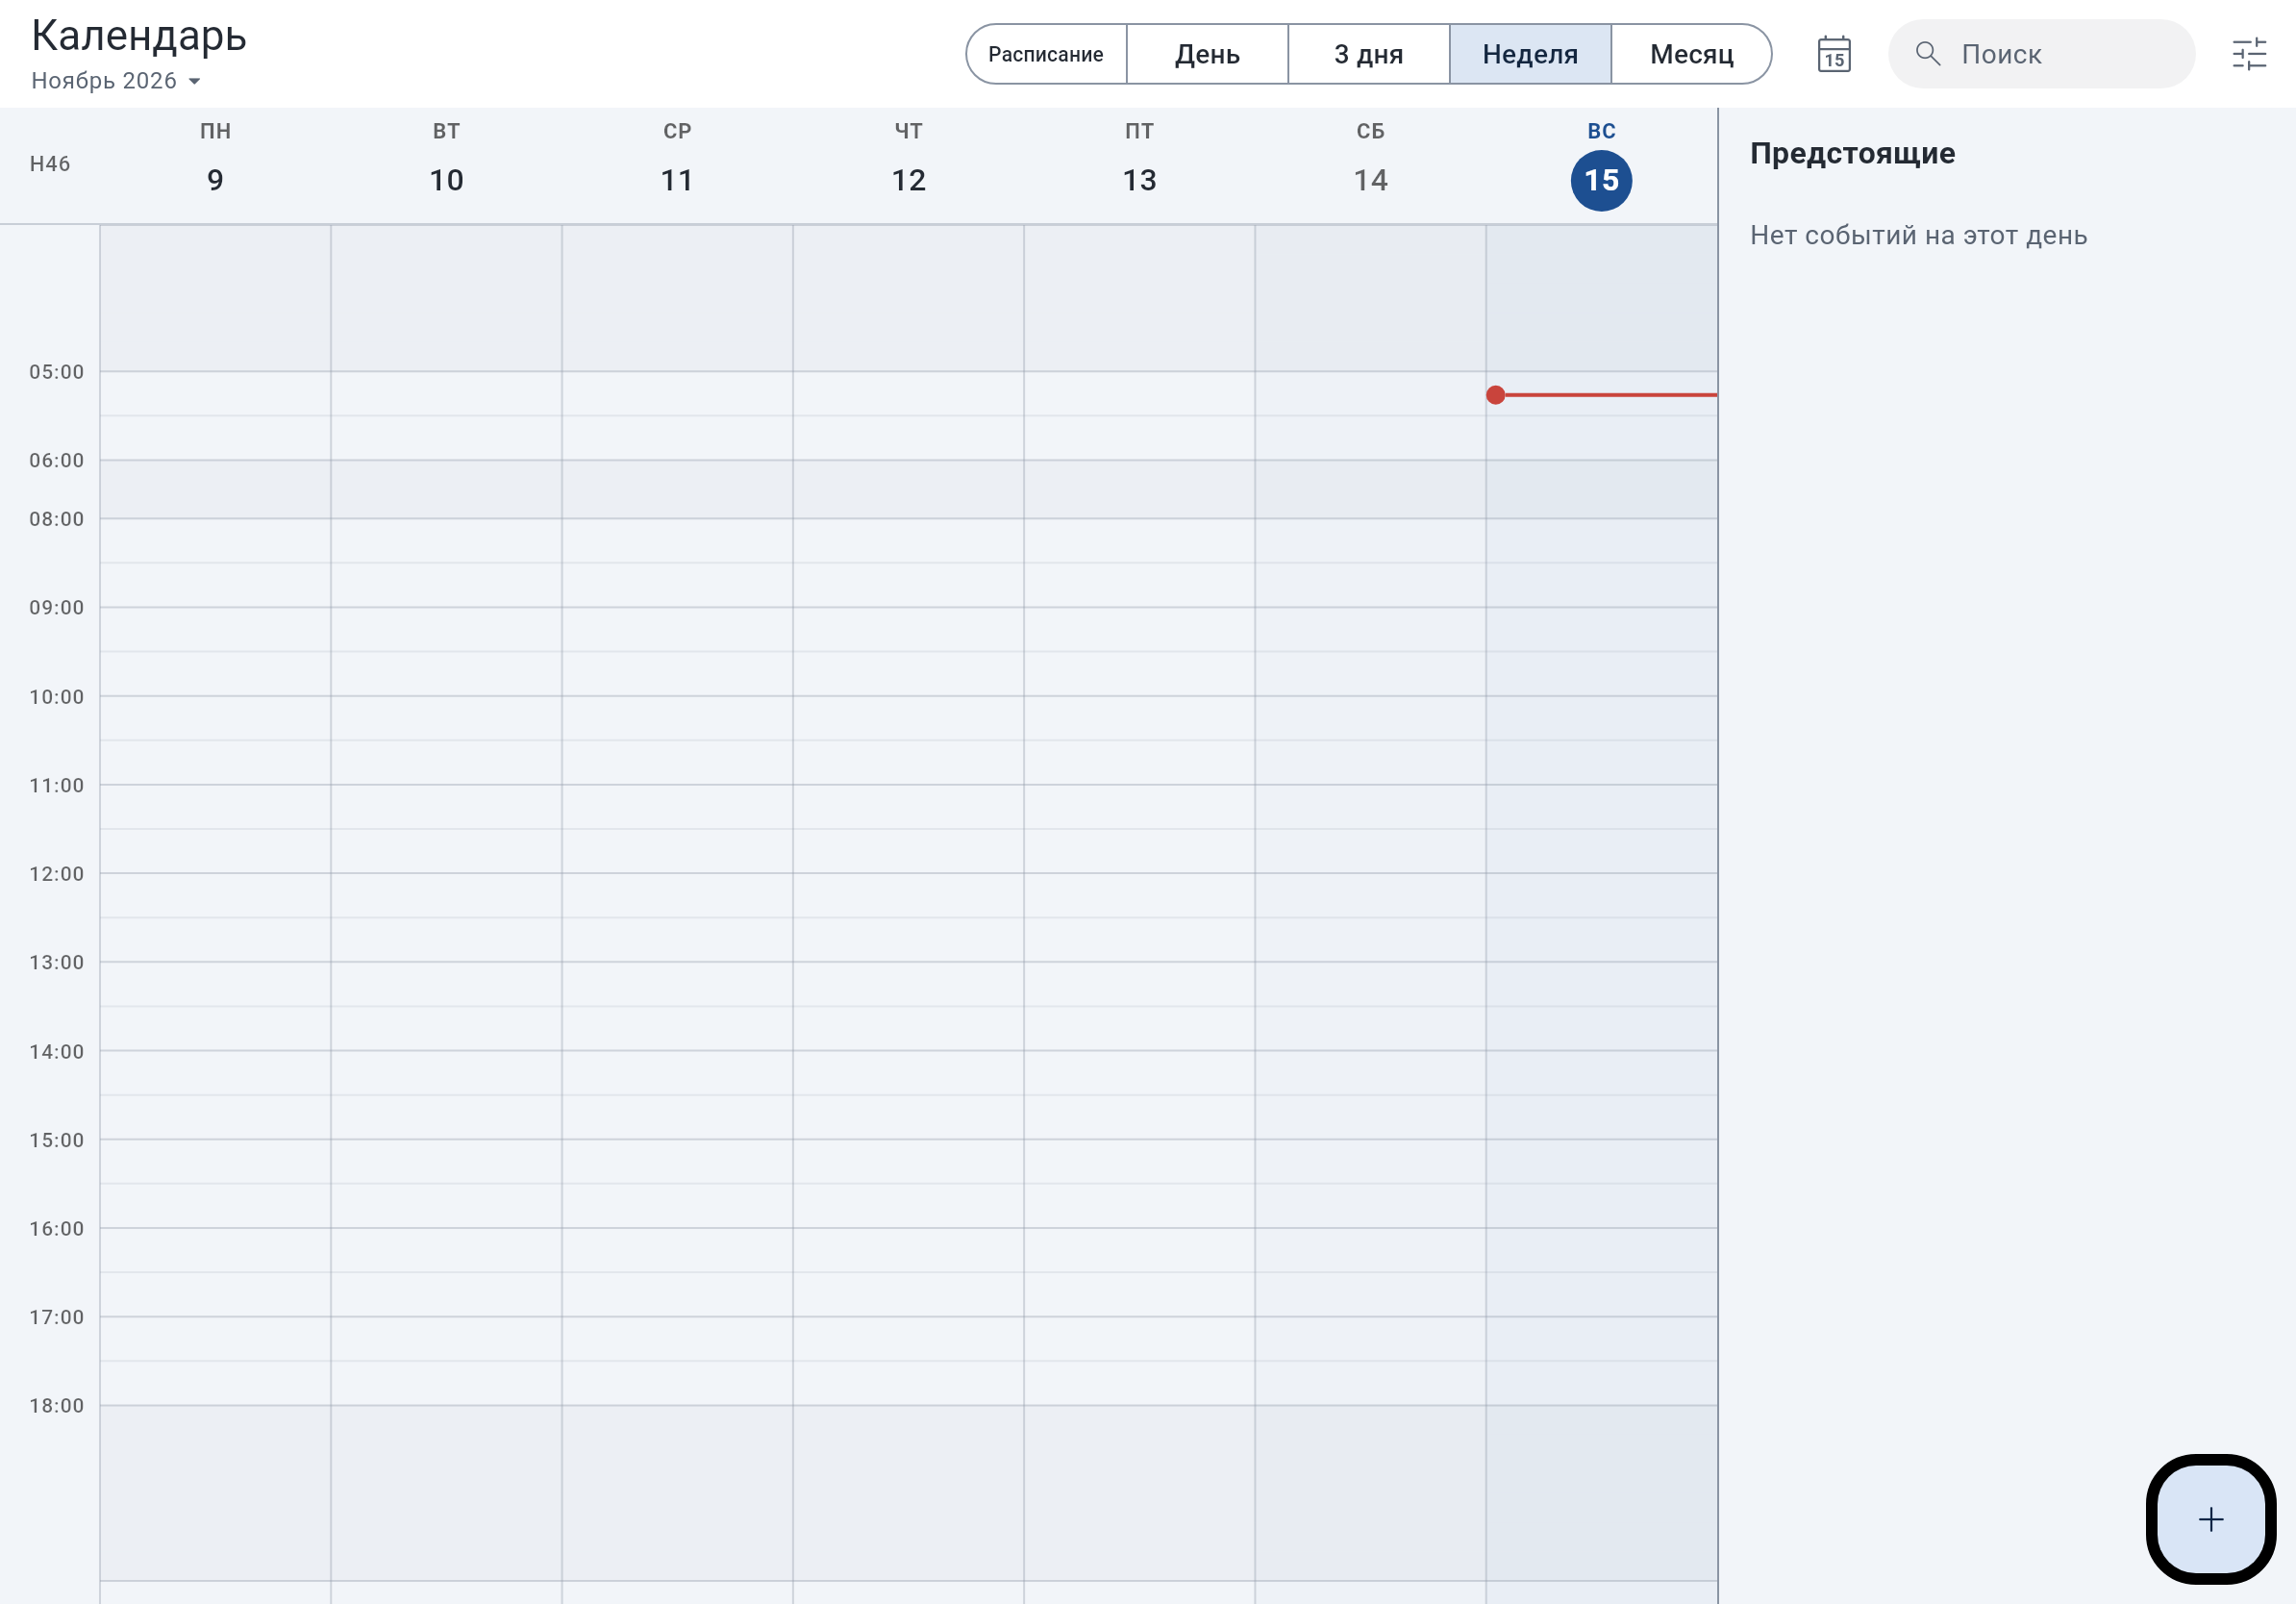 Календарь
Ноябрь 2026
Расписание День 3 дня Неделя Месяц
15
Поиск
Н46
ПН ВТ СР ЧТ ПТ СБ ВС
9 10 11 12 13 14 15
Предстоящие
Нет событий на этот день
05:00
06:00
08:00
09:00
10:00
11:00
12:00
13:00
14:00
15:00
16:00
17:00
18:00